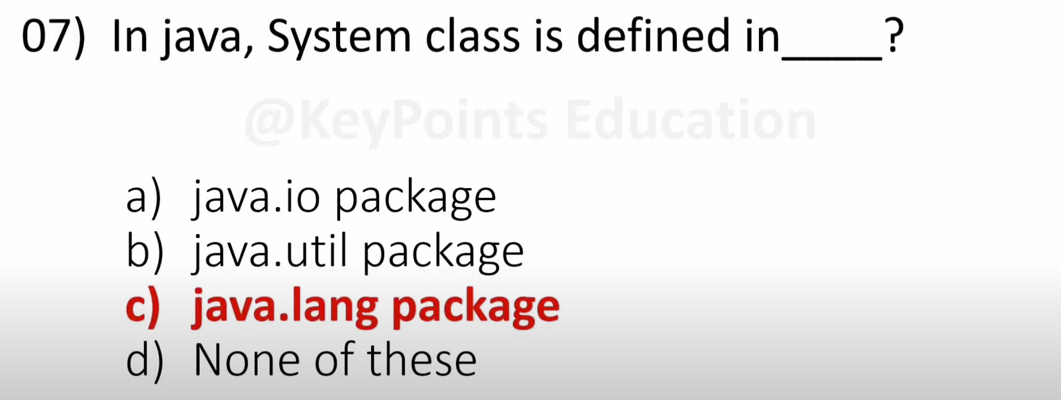 07) In java, System class is defined in____?
@KeyPoints Education
a) java.io package
b) java.util package
c) java.lang package
d) None of these